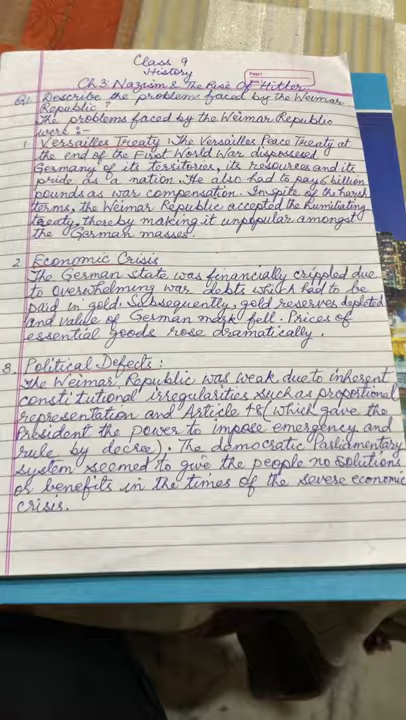 Class 9
History
Page:
Ch 3: Nazism & The Rise Of Hitler
Q1. Describe the problems faced by the Weimar
Republic?
The problems faced by the Weimar Republic
were :-
1. Versailles Treaty :The Versailles Peace Treaty at
the end of the First World War dispossessed
Germany of its territories, its resources and its
pride as a nation. He also had to pay 6 billion
pounds as war compensation. In spite of the harsh
terms, the Weimar Republic accepted the humiliating
treaty thereby making it unpopular amongst
the German masses.
2. Economic Crisis
The German state was financially crippled due
to overwhelming war debts which had to be
paid in gold. Subsequently, gold reserves depleted
and value of German mark fell. Prices of
essential goods rose dramatically.
3. Political Defects :
The Weimar Republic was weak due to inherent
constitutional irregularities such as proportional
representation and Article 48 (which gave the
President the power to impose emergency and
rule by decree). The democratic Parliamentary
system seemed to give the people no solutions
or benefits in the times of the severe economic
crisis.